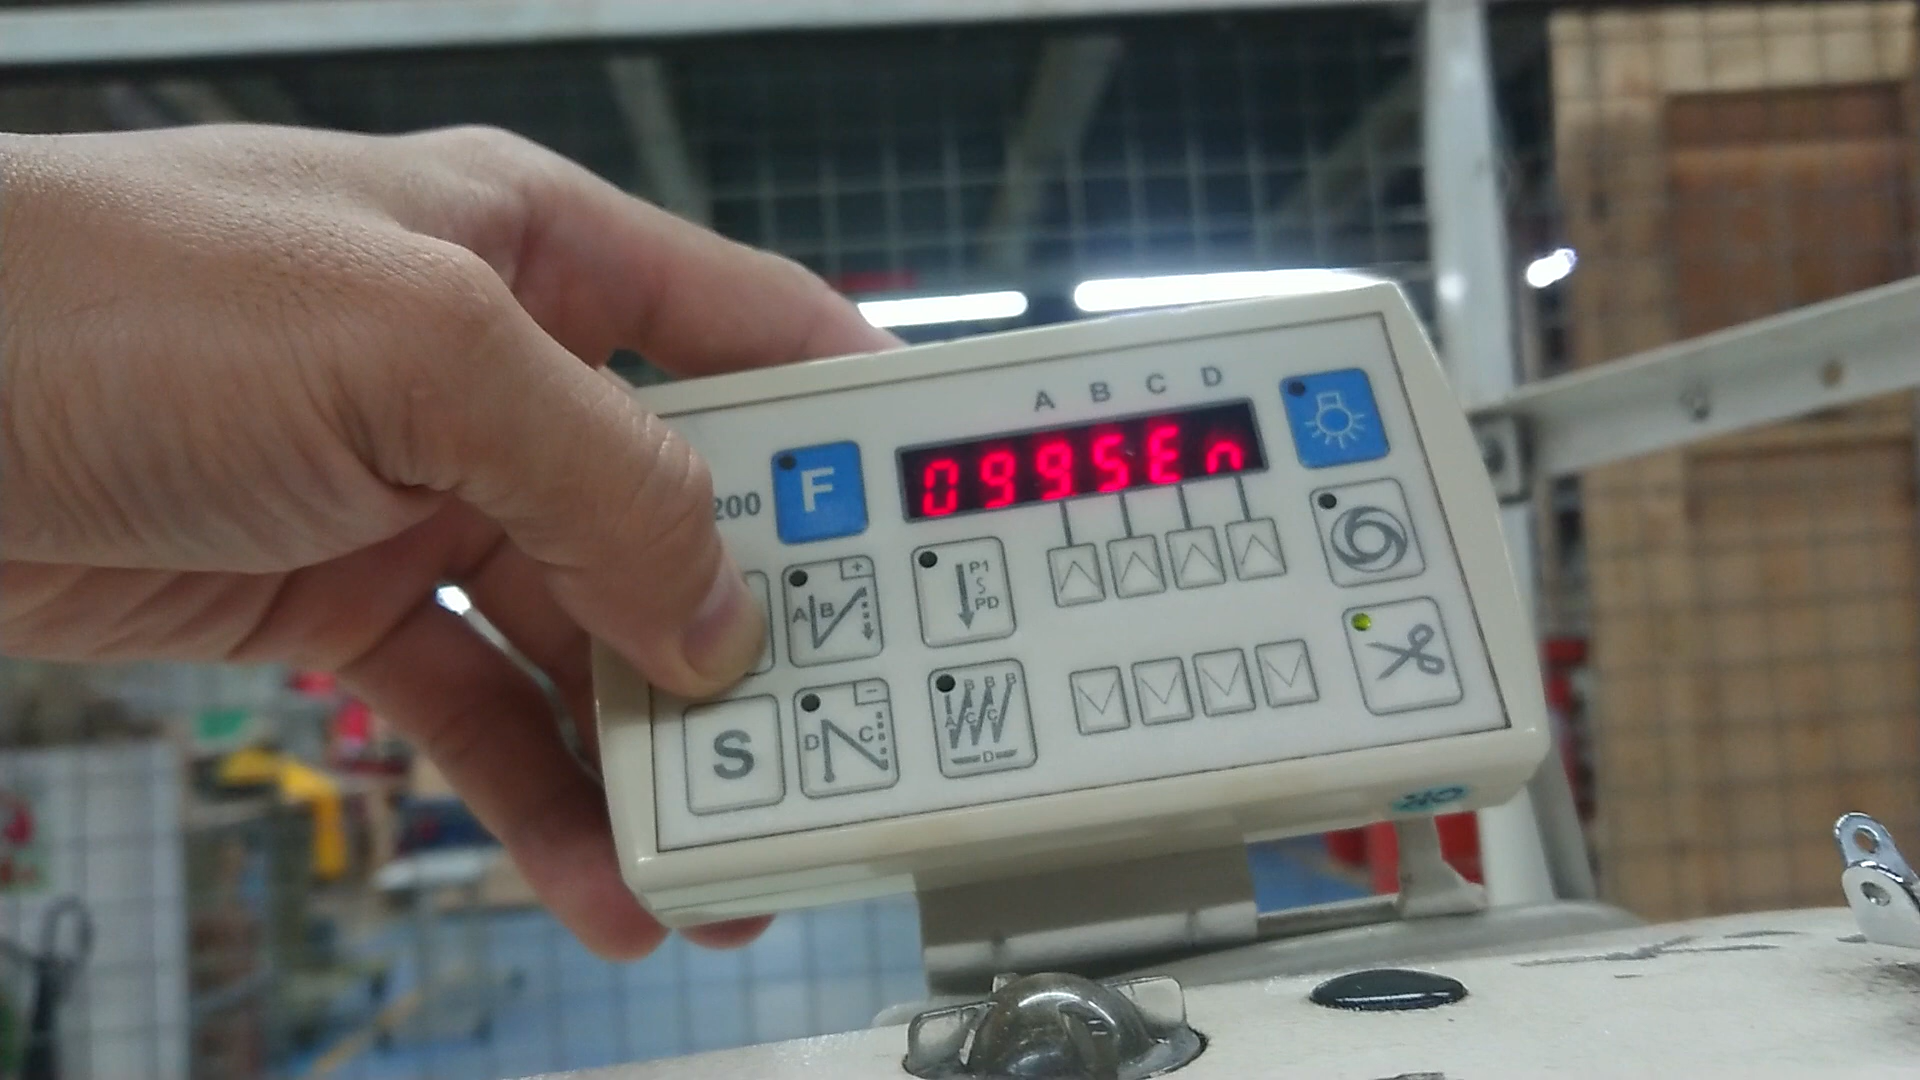 A B C D
200 F 0995En
A B +
P1
PD
S
D C −
A B C B C B
D